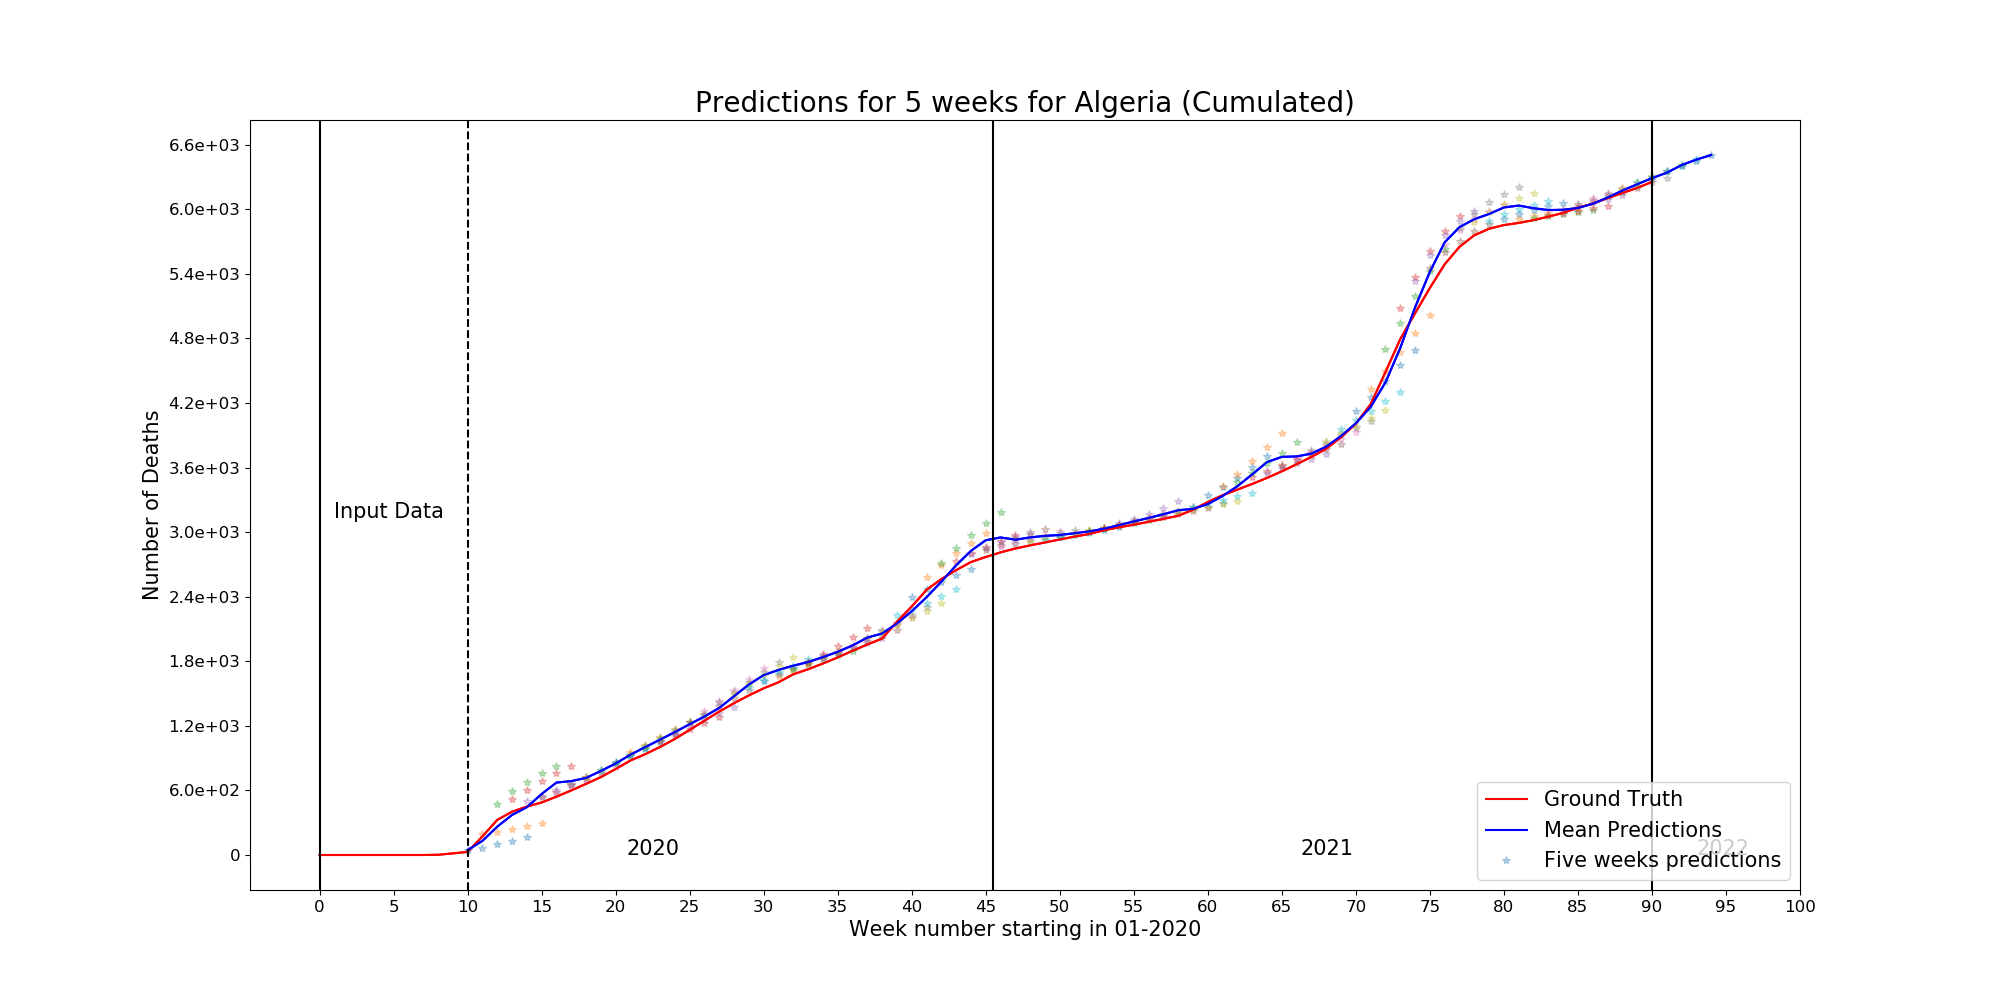 Predictions for 5 weeks for Algeria (Cumulated)
6.6e+03
6.0e+03
5.4e+03
4.8e+03
4.2e+03
3.6e+03
3.0e+03
2.4e+03
1.8e+03
1.2e+03
6.0e+02
0
Number of Deaths
Input Data
2020
2021
2022
Ground Truth
Mean Predictions
Five weeks predictions
0 5 10 15 20 25 30 35 40 45 50 55 60 65 70 75 80 85 90 95 100
Week number starting in 01-2020